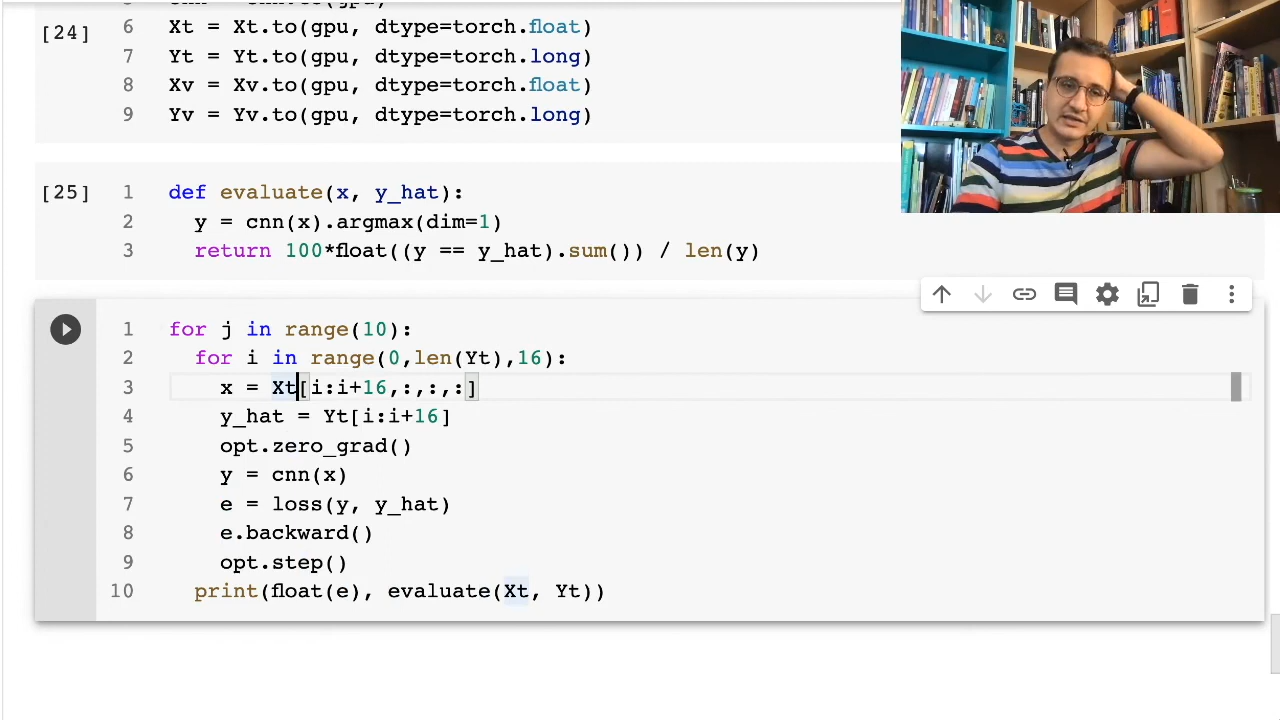 [24]
6 Xt = Xt.to(gpu, dtype=torch.float)
7 Yt = Yt.to(gpu, dtype=torch.long)
8 Xv = Xv.to(gpu, dtype=torch.float)
9 Yv = Yv.to(gpu, dtype=torch.long)
[25] 1 def evaluate(x, y_hat):
2 y = cnn(x).argmax(dim=1)
3 return 100*float((y == y_hat).sum()) / len(y)
1 for j in range(10):
2 for i in range(0,len(Yt),16):
3 x = Xt[i:i+16,:,:,:]
4 y_hat = Yt[i:i+16]
5 opt.zero_grad()
6 y = cnn(x)
7 e = loss(y, y_hat)
8 e.backward()
9 opt.step()
10 print(float(e), evaluate(Xt, Yt))